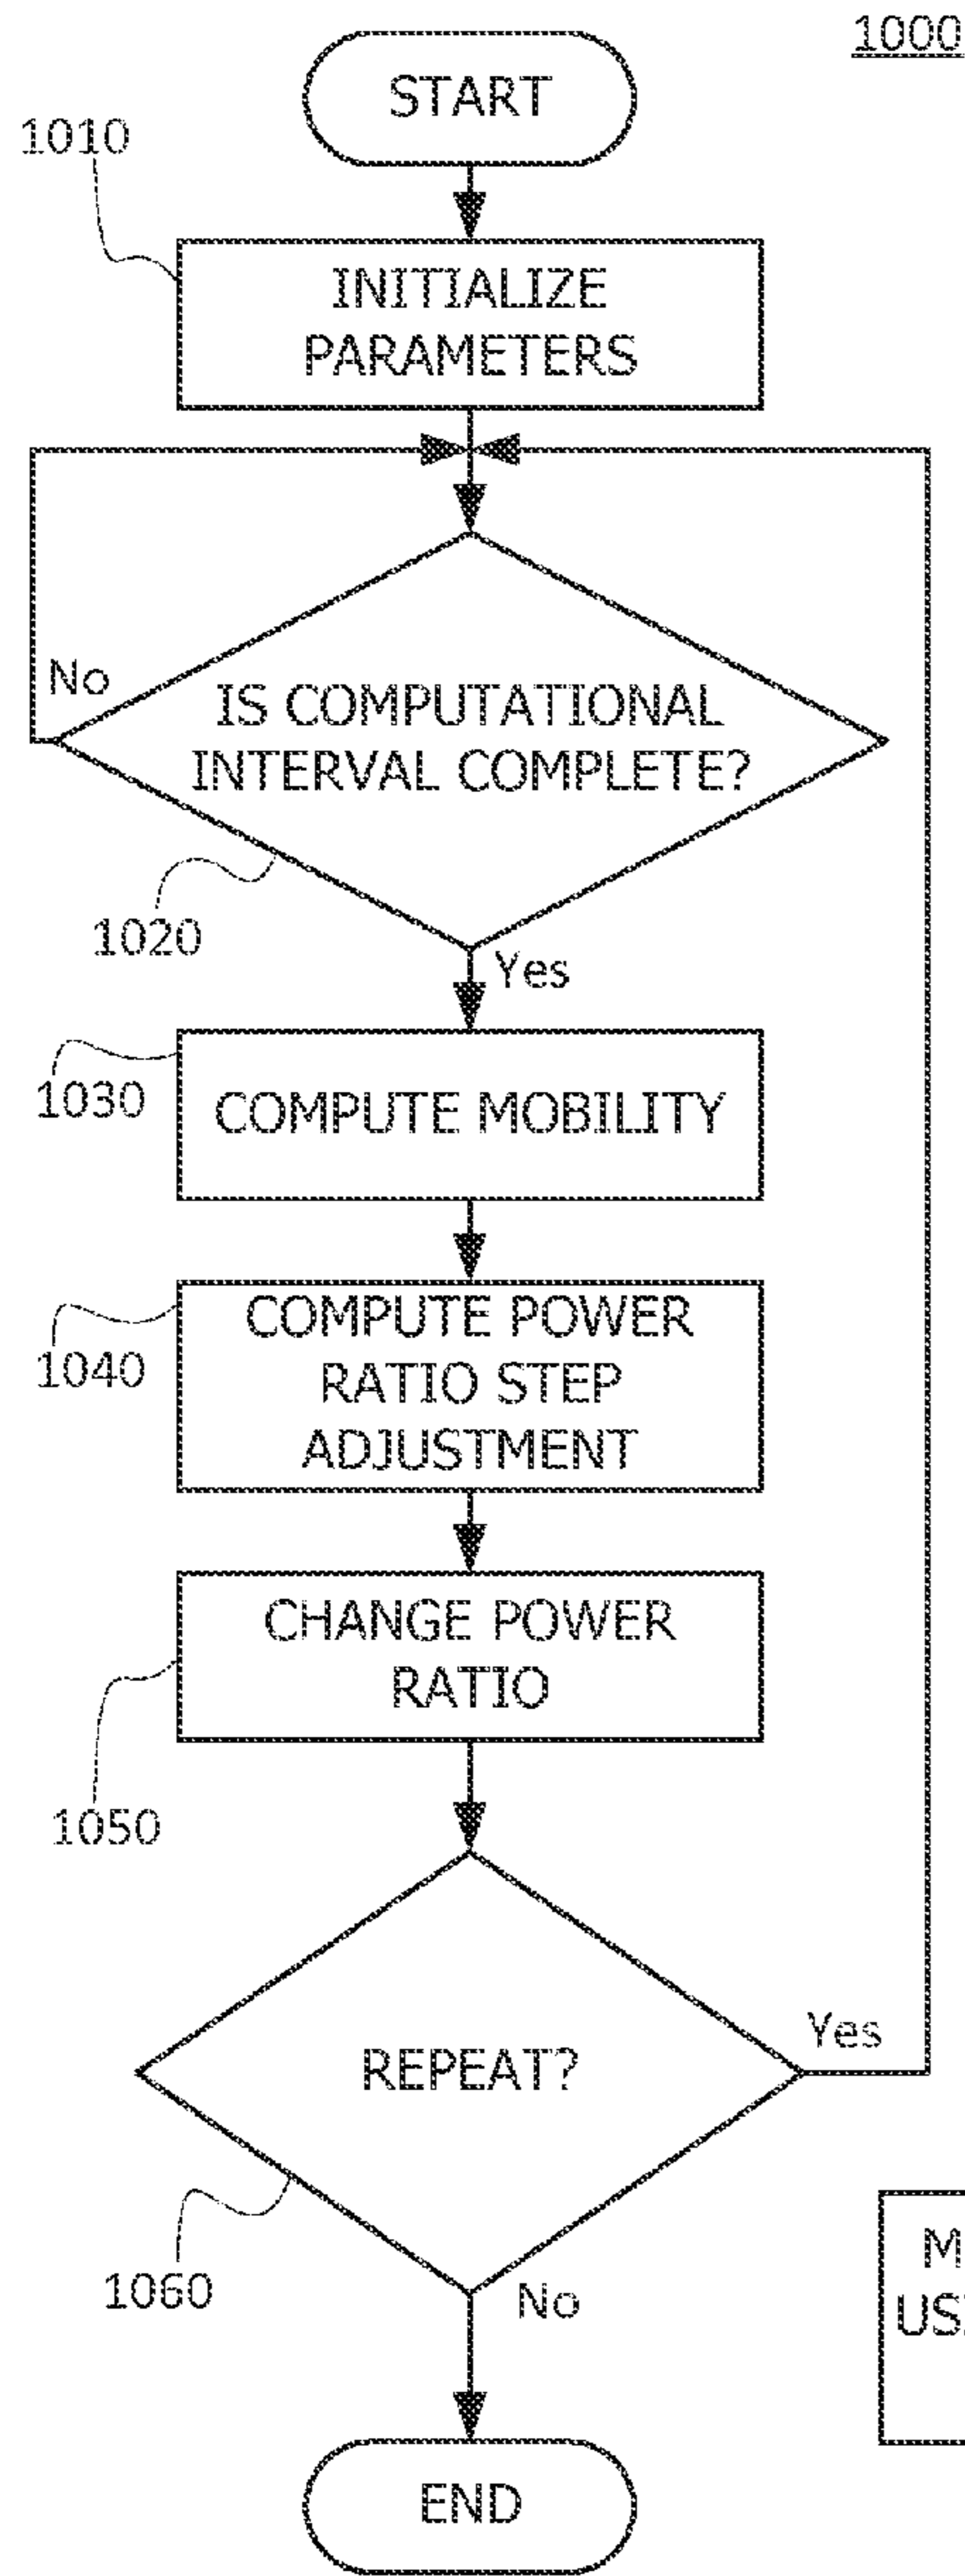 1000
START
1010
INITIALIZE
PARAMETERS
No
IS COMPUTATIONAL
INTERVAL COMPLETE?
1020
Yes
1030
COMPUTE MOBILITY
COMPUTE POWER
RATIO STEP
ADJUSTMENT
1040
CHANGE POWER
RATIO
1050
Yes
REPEAT?
1060
No
END